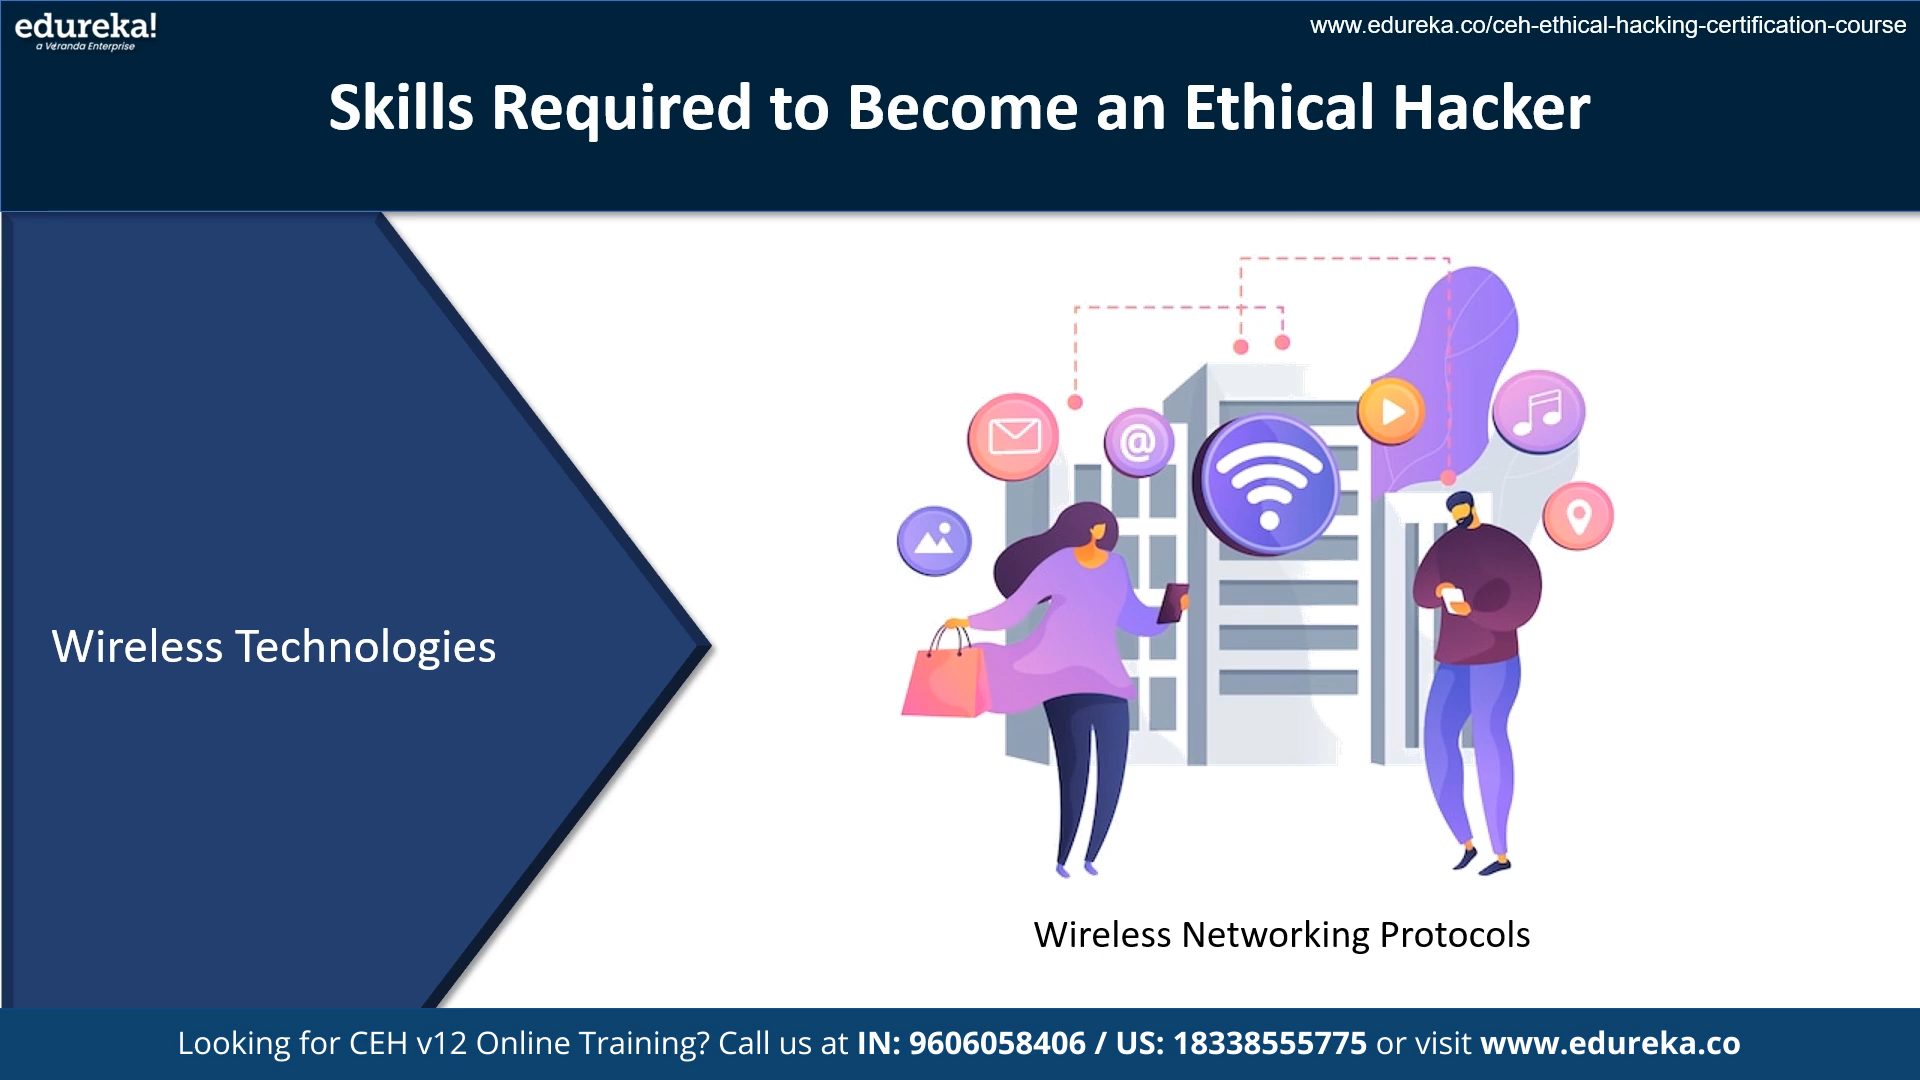 edureka!
a Veranda Enterprise
www.edureka.co/ceh-ethical-hacking-certification-course
Skills Required to Become an Ethical Hacker
@
Wireless Technologies
Wireless Networking Protocols
Looking for CEH v12 Online Training? Call us at IN: 9606058406 / US: 18338555775 or visit www.edureka.co